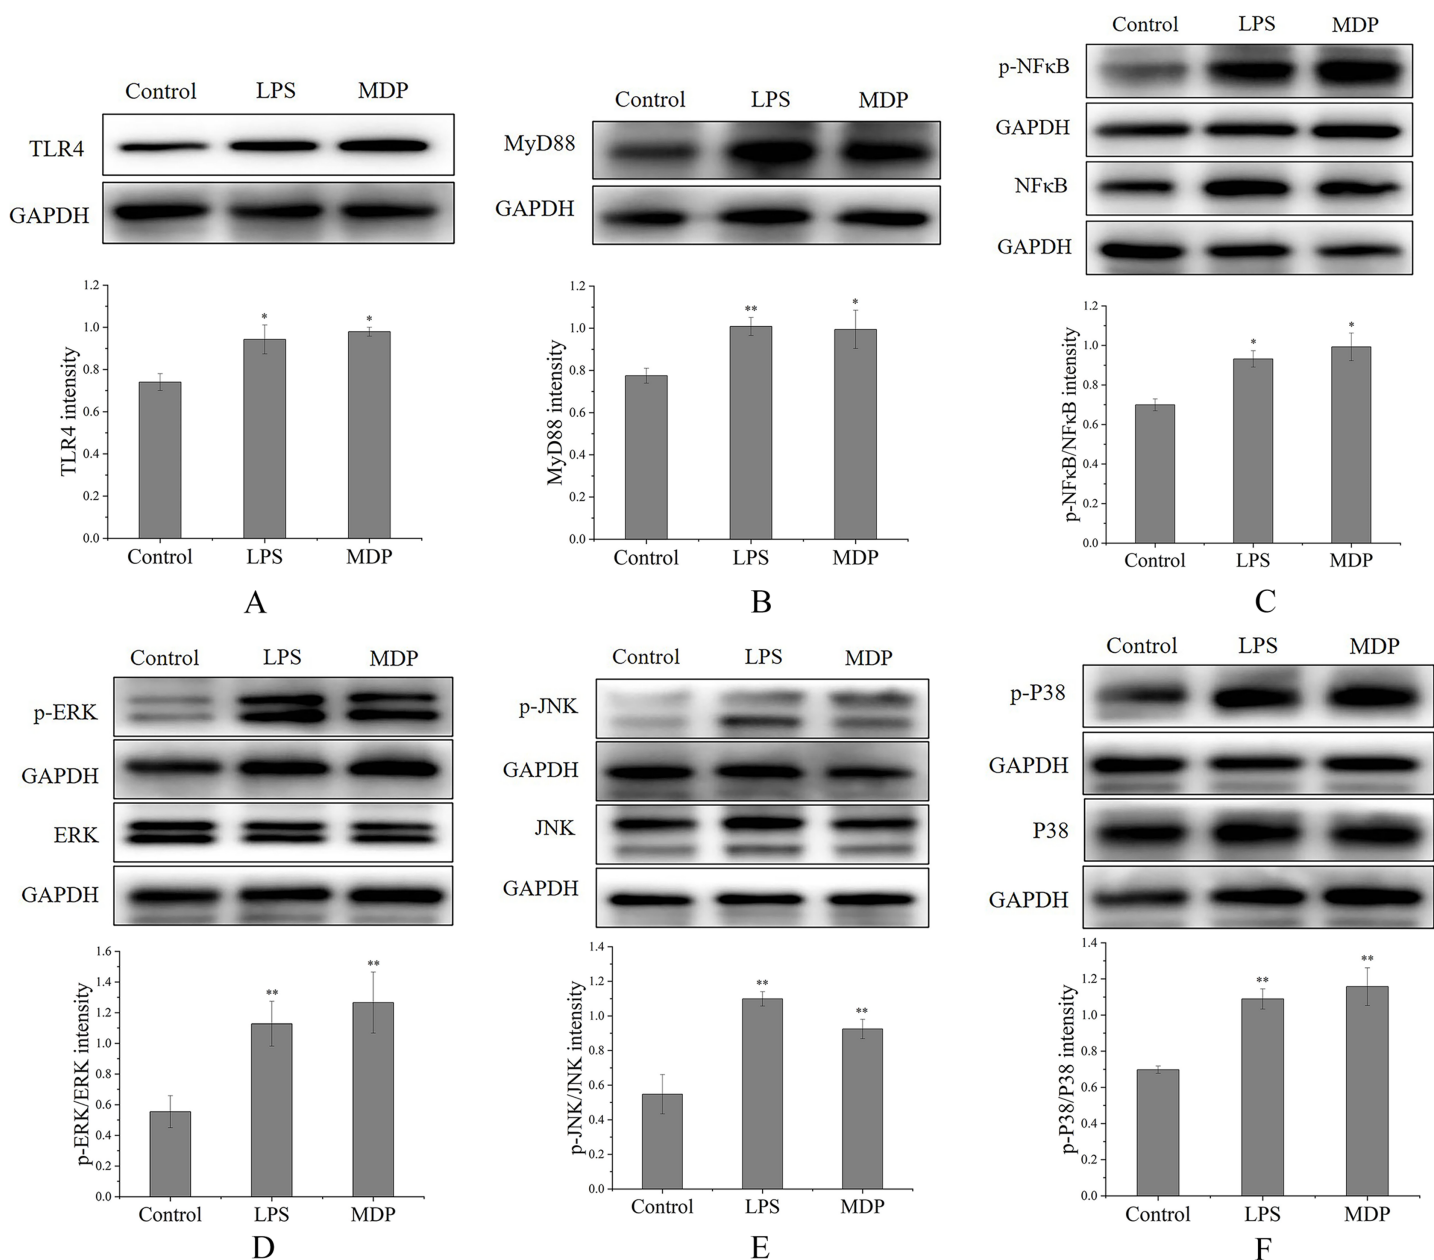 Control LPS MDP
TLR4
GAPDH
1.2
1.0
0.8
0.6
0.4
0.2
0.0
TLR4 intensity
* *
Control LPS MDP
A
Control LPS MDP
MyD88
GAPDH
1.2
1.0
0.8
0.6
0.4
0.2
0.0
MyD88 intensity
** *
Control LPS MDP
B
Control LPS MDP
p-NFκB
GAPDH
NFκB
GAPDH
1.2
1.0
0.8
0.6
0.4
0.2
0.0
p-NFκB/NFκB intensity
* *
Control LPS MDP
C
Control LPS MDP
p-ERK
GAPDH
ERK
GAPDH
1.6
1.4
1.2
1.0
0.8
0.6
0.4
0.2
0.0
p-ERK/ERK intensity
** **
Control LPS MDP
D
Control LPS MDP
p-JNK
GAPDH
JNK
GAPDH
1.4
1.2
1.0
0.8
0.6
0.4
0.2
0.0
p-JNK/JNK intensity
** **
Control LPS MDP
E
Control LPS MDP
p-P38
GAPDH
P38
GAPDH
1.4
1.2
1.0
0.8
0.6
0.4
0.2
0.0
p-P38/P38 intensity
** **
Control LPS MDP
F